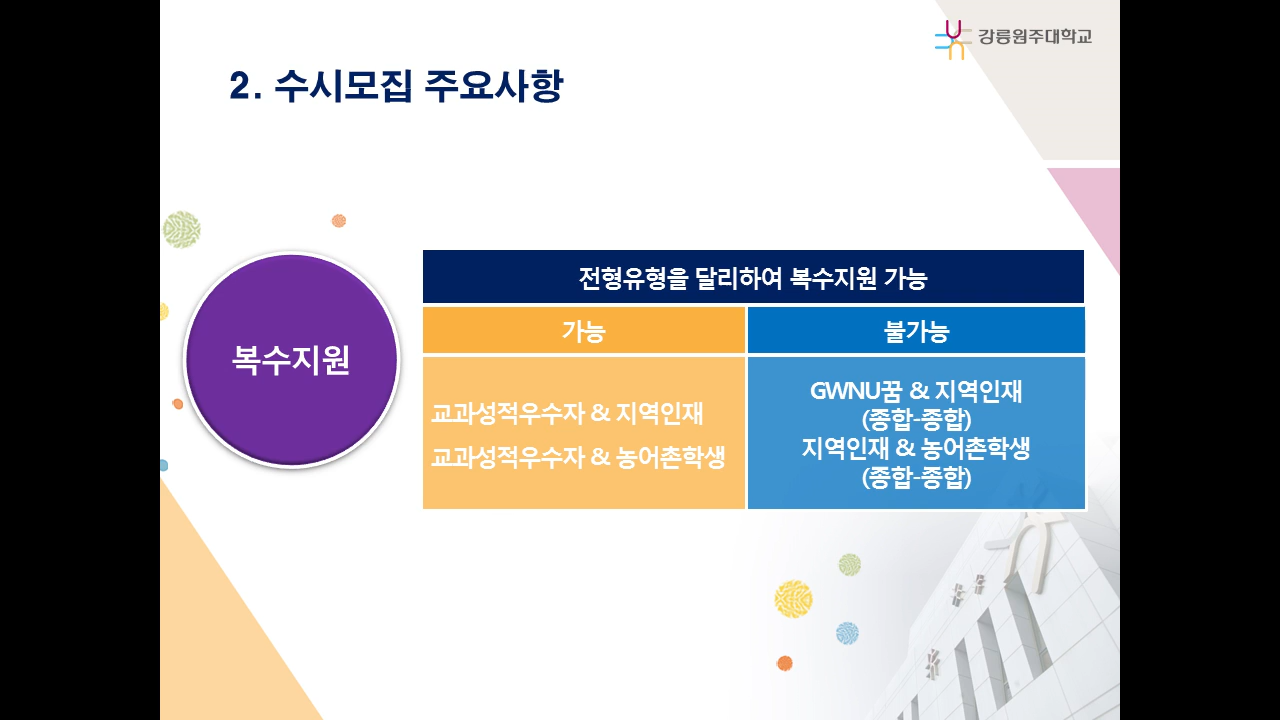 강릉원주대학교
2. 수시모집 주요사항
복수지원
전형유형을 달리하여 복수지원 가능
가능
불가능
교과성적우수자 & 지역인재
교과성적우수자 & 농어촌학생
GWNU꿈 & 지역인재
(종합-종합)
지역인재 & 농어촌학생
(종합-종합)